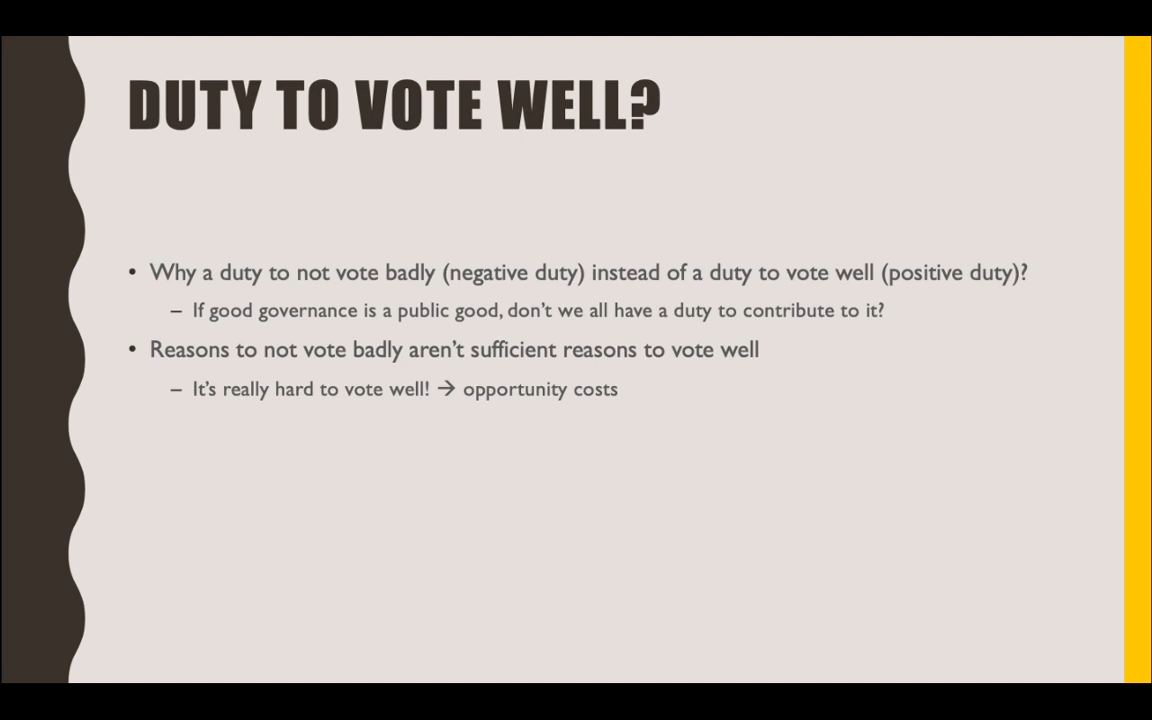 DUTY TO VOTE WELL?
• Why a duty to not vote badly (negative duty) instead of a duty to vote well (positive duty)?
– If good governance is a public good, don’t we all have a duty to contribute to it?
• Reasons to not vote badly aren’t sufficient reasons to vote well
– It’s really hard to vote well! → opportunity costs